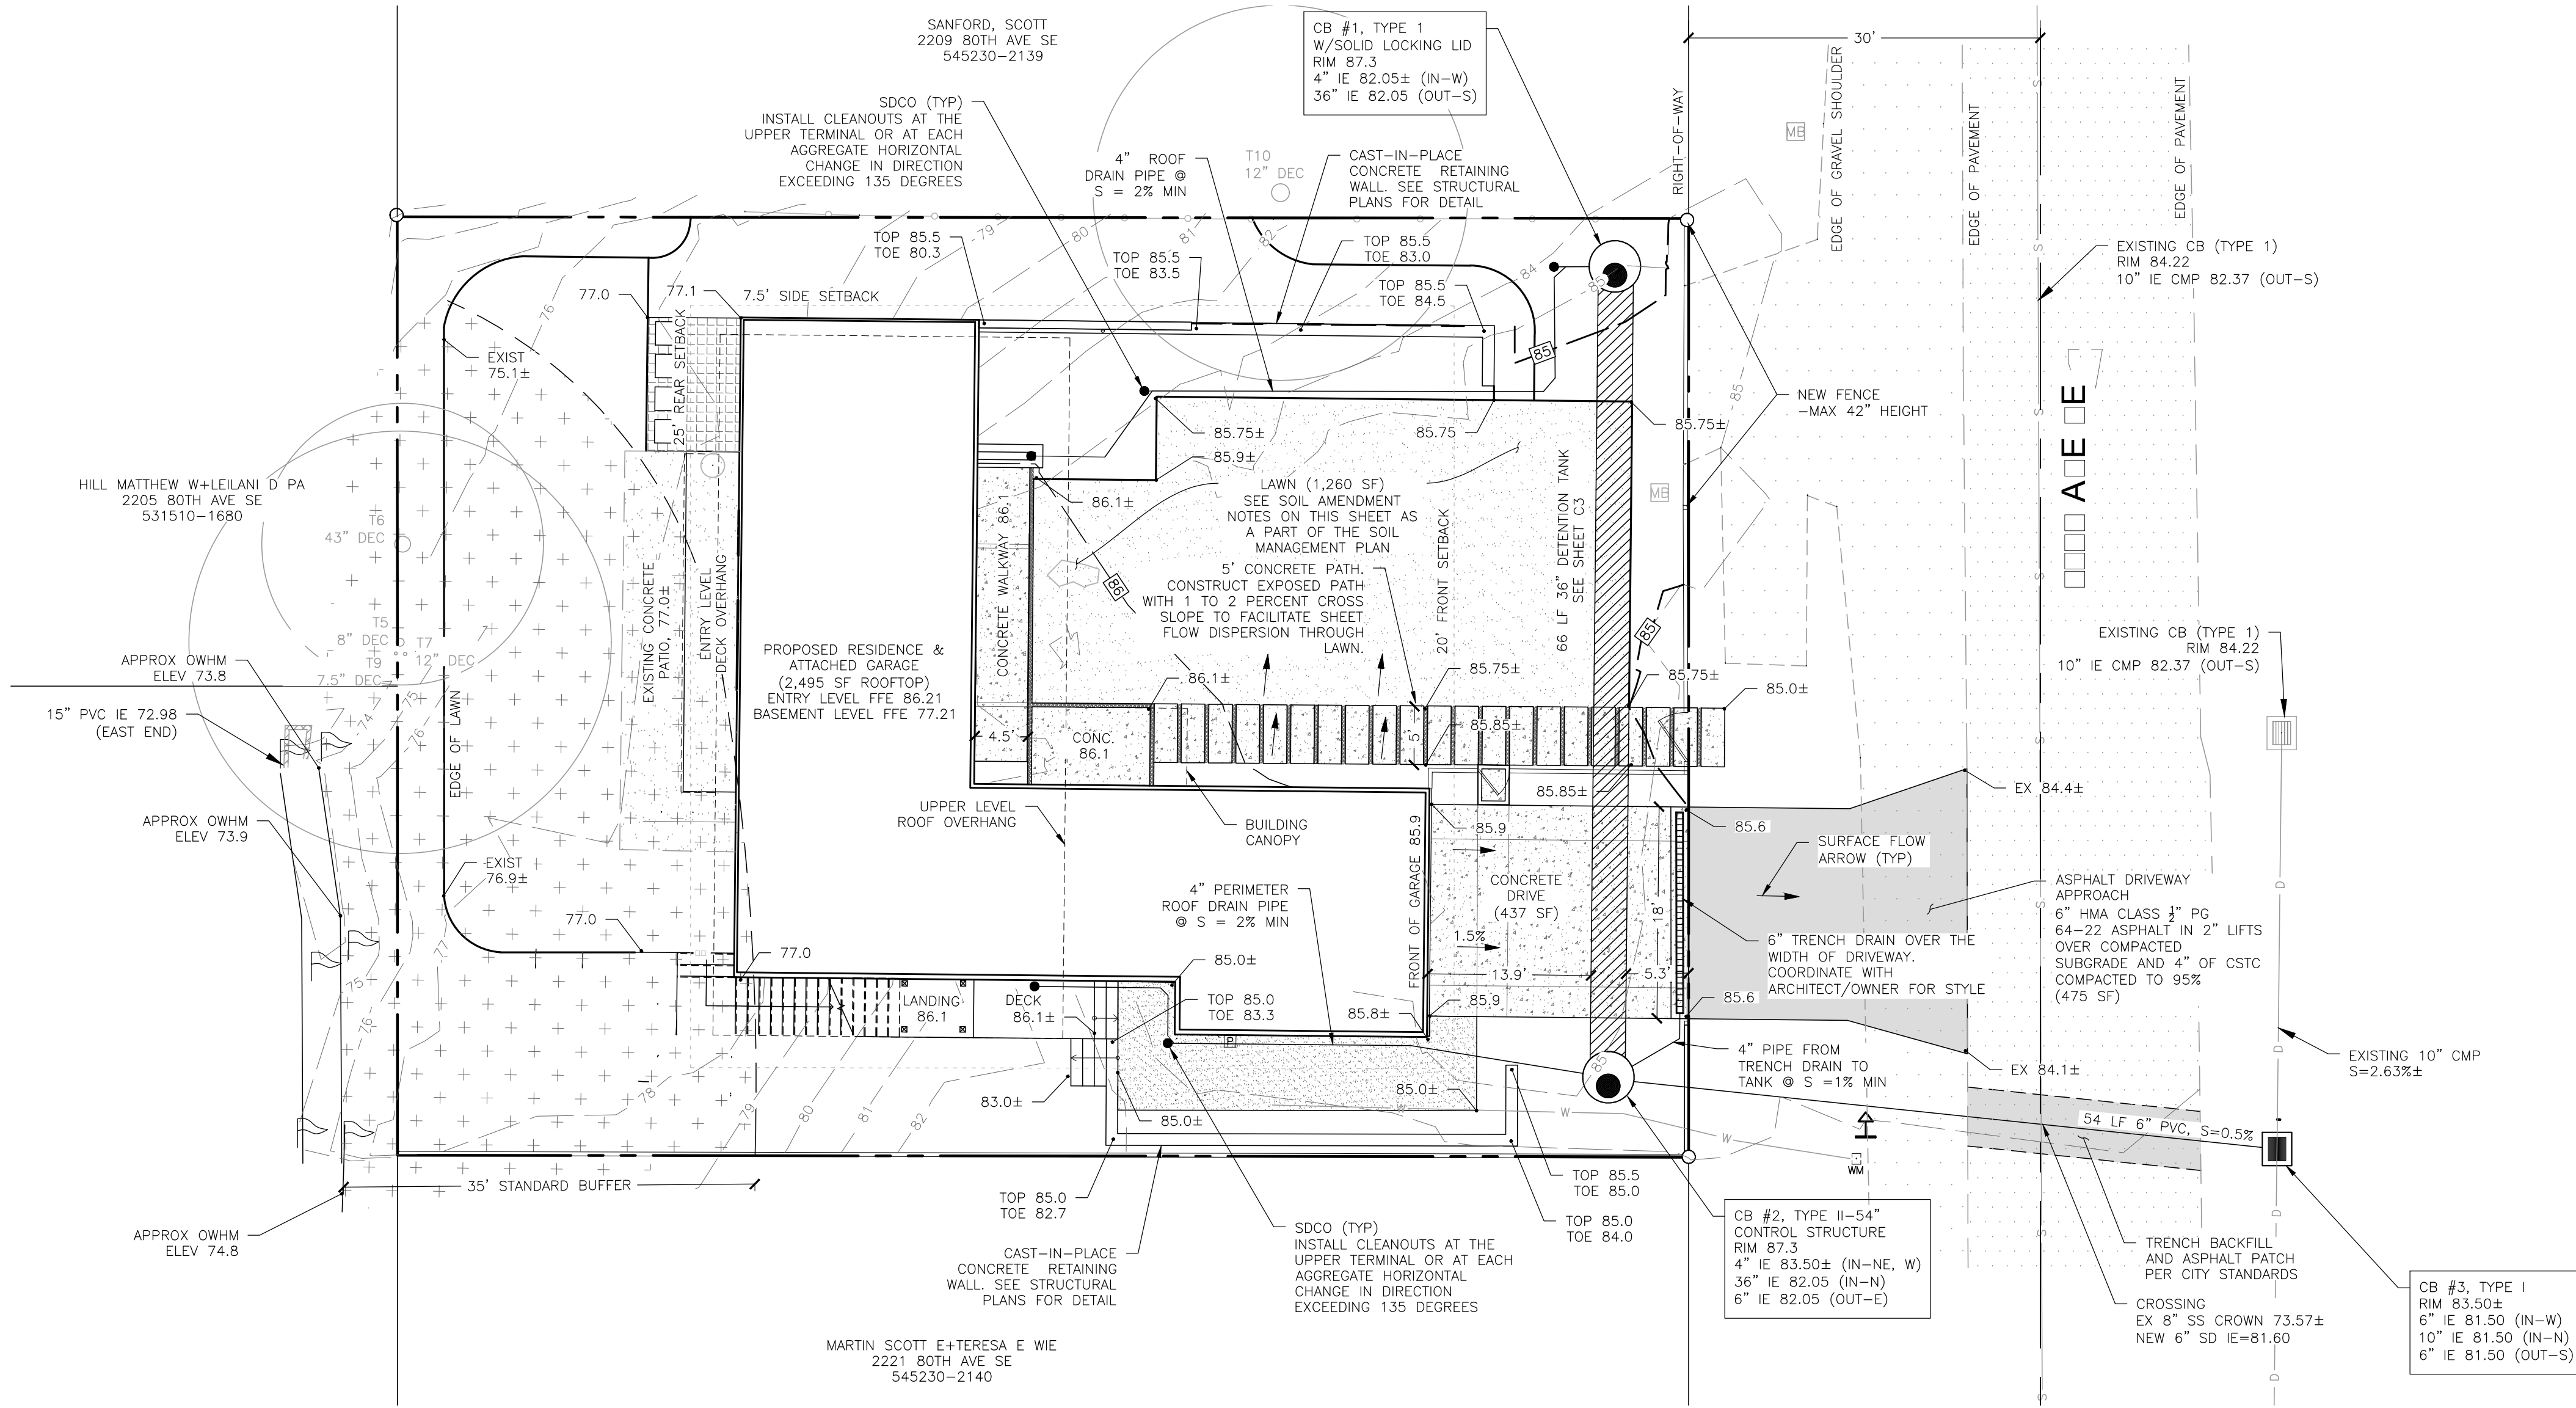 SANFORD, SCOTT
2209 80TH AVE SE
545230-2139
CB #1, TYPE 1
W/SOLID LOCKING LID
RIM 87.3
4" IE 82.05± (IN-W)
36" IE 82.05 (OUT-S)
30'
SDCO (TYP)
INSTALL CLEANOUTS AT THE
UPPER TERMINAL OR AT EACH
AGGREGATE HORIZONTAL
CHANGE IN DIRECTION
EXCEEDING 135 DEGREES
4" ROOF
DRAIN PIPE @
S = 2% MIN
T10
12" DEC
CAST-IN-PLACE
CONCRETE RETAINING
WALL. SEE STRUCTURAL
PLANS FOR DETAIL
RIGHT-OF-WAY
MB
EDGE OF GRAVEL SHOULDER
EDGE OF PAVEMENT
EDGE OF PAVEMENT
EXISTING CB (TYPE 1)
RIM 84.22
10" IE CMP 82.37 (OUT-S)
TOP 85.5
TOE 80.3
79
80
81
82
84
85
TOP 85.5
TOE 83.5
TOP 85.5
TOE 83.0
TOP 85.5
TOE 84.5
77.0
77.1
7.5' SIDE SETBACK
76
EXIST
75.1±
25' REAR SETBACK
85
85
NEW FENCE
-MAX 42" HEIGHT
85.75±
85.75
85.75±
85.9±
86.1±
A E E
HILL MATTHEW W+LEILANI D PA
2205 80TH AVE SE
531510-1680
T6
43" DEC
T5
8" DEC
T7
12" DEC
T9
7.5" DEC
MB
LAWN (1,260 SF)
SEE SOIL AMENDMENT
NOTES ON THIS SHEET AS
A PART OF THE SOIL
MANAGEMENT PLAN
20' FRONT SETBACK
66 LF 36" DETENTION TANK
SEE SHEET C3
CONCRETE WALKWAY 86.1
86
5' CONCRETE PATH.
CONSTRUCT EXPOSED PATH
WITH 1 TO 2 PERCENT CROSS
SLOPE TO FACILITATE SHEET
FLOW DISPERSION THROUGH
LAWN.
85
EXISTING CONCRETE
PATIO, 77.0±
ENTRY LEVEL
DECK OVERHANG
PROPOSED RESIDENCE &
ATTACHED GARAGE
(2,495 SF ROOFTOP)
ENTRY LEVEL FFE 86.21
BASEMENT LEVEL FFE 77.21
APPROX OWHM
ELEV 73.8
15" PVC IE 72.98
(EAST END)
74
75
76
EDGE OF LAWN
86.1±
85.75±
85.75±
85.0±
EXISTING CB (TYPE 1)
RIM 84.22
10" IE CMP 82.37 (OUT-S)
4.5'
CONC.
86.1
5'
85.85±
85.85±
EX 84.4±
APPROX OWHM
ELEV 73.9
EXIST
76.9±
UPPER LEVEL
ROOF OVERHANG
BUILDING
CANOPY
85.9
85.6
SURFACE FLOW
ARROW (TYP)
FRONT OF GARAGE 85.9
CONCRETE
DRIVE
(437 SF)
18'
4" PERIMETER
ROOF DRAIN PIPE
@ S = 2% MIN
1.5%
13.9'
5.3'
ASPHALT DRIVEWAY
APPROACH
6" HMA CLASS ½" PG
64-22 ASPHALT IN 2" LIFTS
OVER COMPACTED
SUBGRADE AND 4" OF CSTC
COMPACTED TO 95%
(475 SF)
6" TRENCH DRAIN OVER THE
WIDTH OF DRIVEWAY.
COORDINATE WITH
ARCHITECT/OWNER FOR STYLE
77.0
77.0
77
75
76
85.0±
LANDING
86.1
DECK
86.1±
TOP 85.0
TOE 83.3
85.8±
85.9
85.6
P
4" PIPE FROM
TRENCH DRAIN TO
TANK @ S =1% MIN
EX 84.1±
EXISTING 10" CMP
S=2.63%±
78
79
80
81
82
83.0±
85.0±
85.0±
85
W
W
W
WM
54 LF 6" PVC, S=0.5%
35' STANDARD BUFFER
TOP 85.0
TOE 82.7
TOP 85.5
TOE 85.0
TOP 85.0
TOE 84.0
APPROX OWHM
ELEV 74.8
CAST-IN-PLACE
CONCRETE RETAINING
WALL. SEE STRUCTURAL
PLANS FOR DETAIL
SDCO (TYP)
INSTALL CLEANOUTS AT THE
UPPER TERMINAL OR AT EACH
AGGREGATE HORIZONTAL
CHANGE IN DIRECTION
EXCEEDING 135 DEGREES
CB #2, TYPE II-54"
CONTROL STRUCTURE
RIM 87.3
4" IE 83.50± (IN-NE, W)
36" IE 82.05 (IN-N)
6" IE 82.05 (OUT-E)
TRENCH BACKFILL
AND ASPHALT PATCH
PER CITY STANDARDS
CROSSING
EX 8" SS CROWN 73.57±
NEW 6" SD IE=81.60
CB #3, TYPE I
RIM 83.50±
6" IE 81.50 (IN-W)
10" IE 81.50 (IN-N)
6" IE 81.50 (OUT-S)
MARTIN SCOTT E+TERESA E WIE
2221 80TH AVE SE
545230-2140